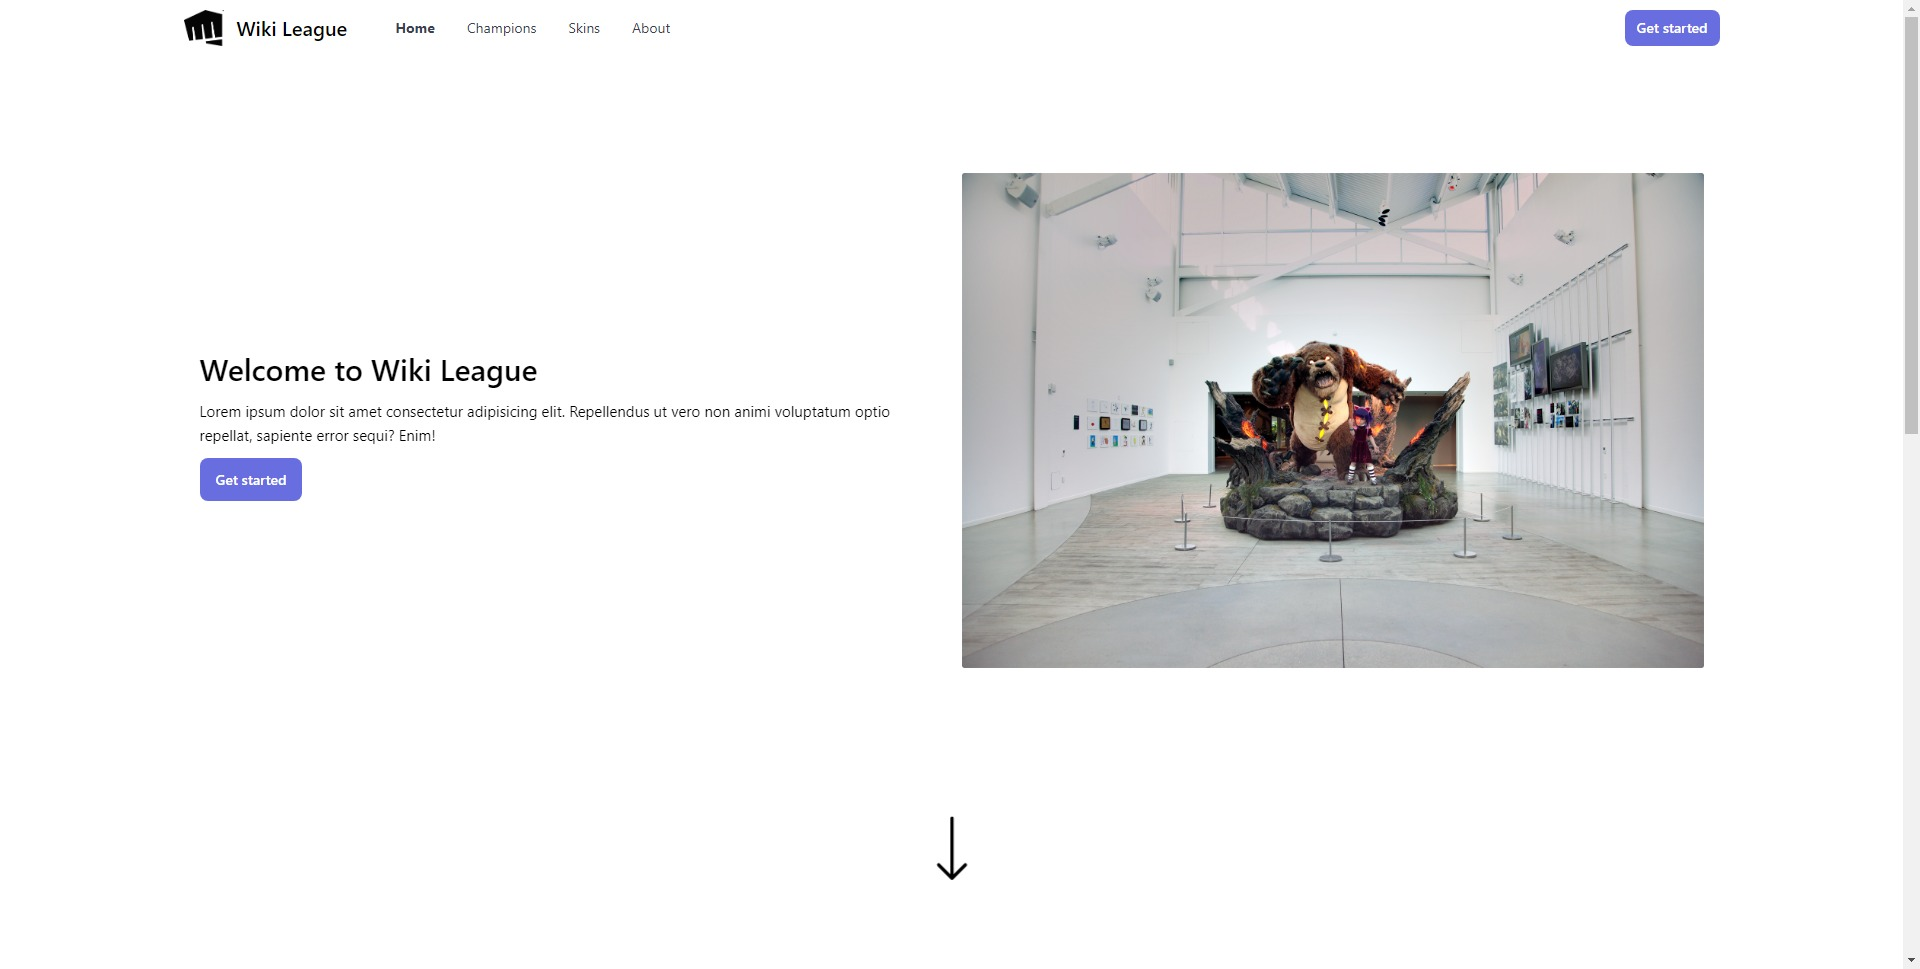 Wiki League
Home
Champions
Skins
About
Get started
Welcome to Wiki League
Lorem ipsum dolor sit amet consectetur adipisicing elit. Repellendus ut vero non animi voluptatum optio
repellat, sapiente error sequi? Enim!
Get started